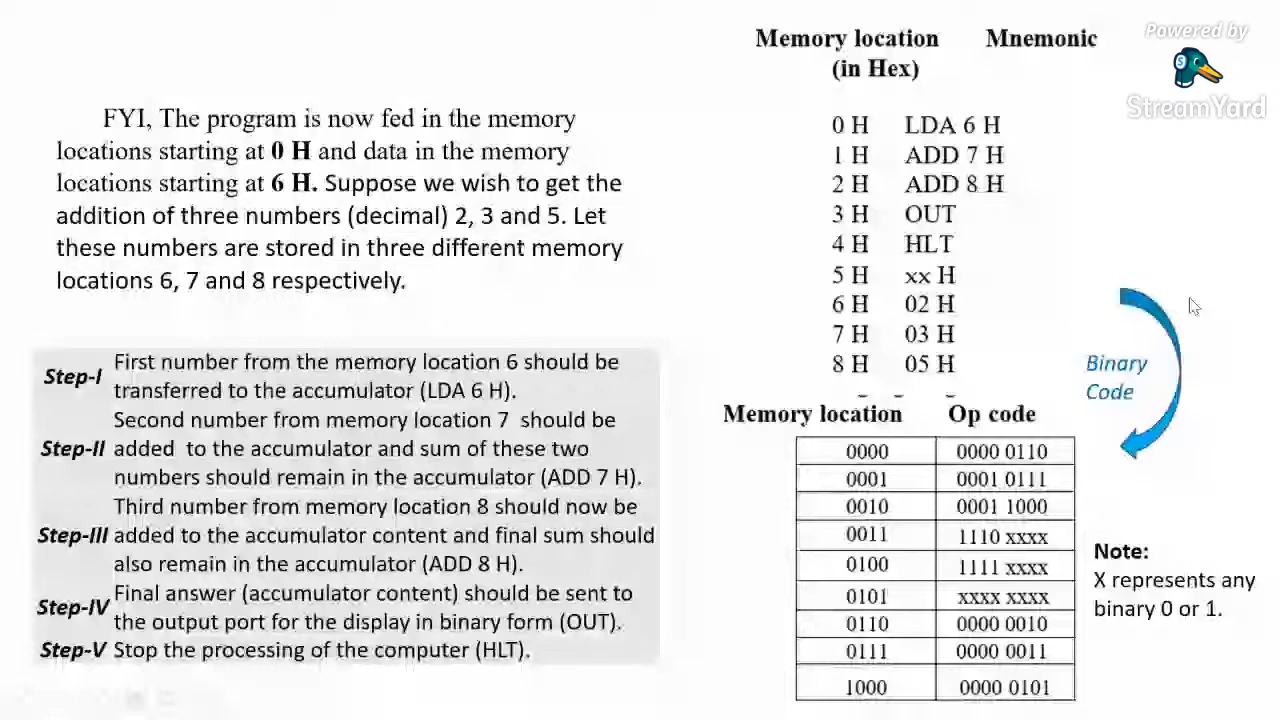 FYI, The program is now fed in the memory
locations starting at 0 H and data in the memory
locations starting at 6 H. Suppose we wish to get the
addition of three numbers (decimal) 2, 3 and 5. Let
these numbers are stored in three different memory
locations 6, 7 and 8 respectively.
Step-I First number from the memory location 6 should be
transferred to the accumulator (LDA 6 H).
Second number from memory location 7 should be
Step-II added to the accumulator and sum of these two
numbers should remain in the accumulator (ADD 7 H).
Third number from memory location 8 should now be
Step-III added to the accumulator content and final sum should
also remain in the accumulator (ADD 8 H).
Step-IV Final answer (accumulator content) should be sent to
the output port for the display in binary form (OUT).
Step-V Stop the processing of the computer (HLT).
Memory location Mnemonic
(in Hex)
0 H LDA 6 H
1 H ADD 7 H
2 H ADD 8 H
3 H OUT
4 H HLT
5 H xx H
6 H 02 H
7 H 03 H
8 H 05 H
Binary
Code
Memory location Op code
0000 0000 0110
0001 0001 0111
0010 0001 1000
0011 1110 xxxx
0100 1111 xxxx
0101 xxxx xxxx
0110 0000 0010
0111 0000 0011
1000 0000 0101
Note:
X represents any
binary 0 or 1.
Powered by
StreamYard